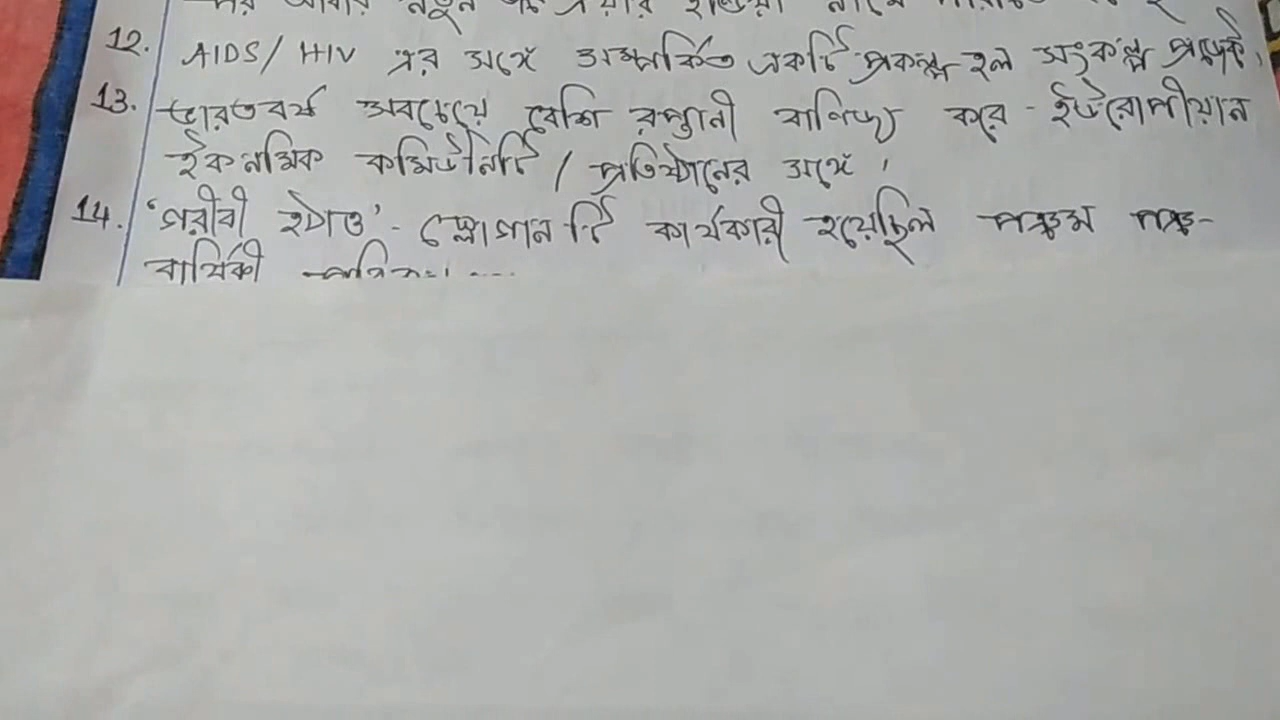 12. AIDS/ HIV এর সঙ্গে সম্পর্কিত একটি প্রকল্প হল সংকল্প প্রজেক্ট,
13. ভারতবর্ষ সবচেয়ে বেশি রপ্তানী বাণিজ্য করে - ইউরোপীয়ান
ইকনমিক কমিউনিটি / প্রতিষ্ঠানের সঙ্গে ।
14. 'গরীবী হটাও' - স্লোগানটি কার্যকারী হয়েছিল পঞ্চম পঞ্চ-
বার্ষিকী